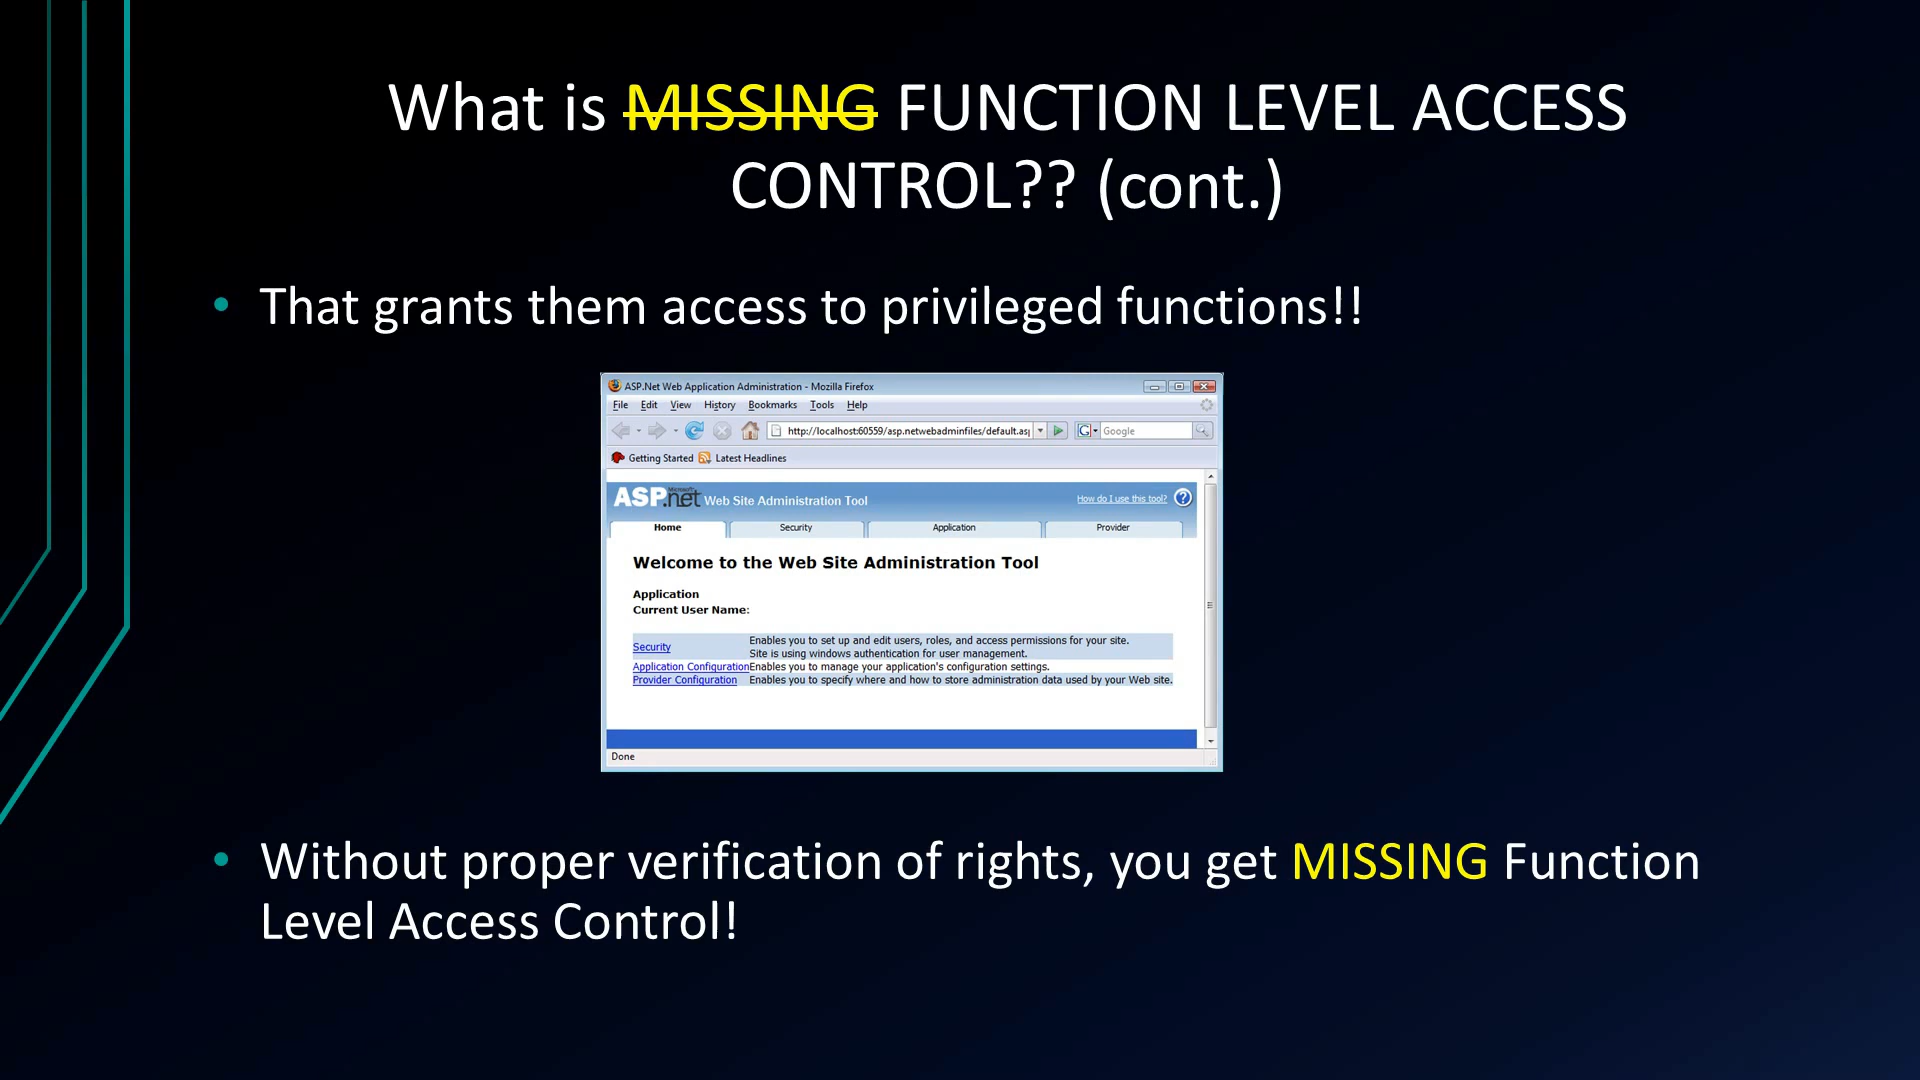 What is MISSING FUNCTION LEVEL ACCESS
CONTROL?? (cont.)
• That grants them access to privileged functions!!
ASP.Net Web Application Administration - Mozilla Firefox
File Edit View History Bookmarks Tools Help
http://localhost:60559/asp.netwebadminfiles/default.asp
Google
Getting Started Latest Headlines
Microsoft
ASP.net Web Site Administration Tool How do I use this tool? ?
Home Security Application Provider
Welcome to the Web Site Administration Tool
Application
Current User Name:
Security Enables you to set up and edit users, roles, and access permissions for your site.
Site is using windows authentication for user management.
Application Configuration Enables you to manage your application's configuration settings.
Provider Configuration Enables you to specify where and how to store administration data used by your Web site.
Done
• Without proper verification of rights, you get MISSING Function
Level Access Control!